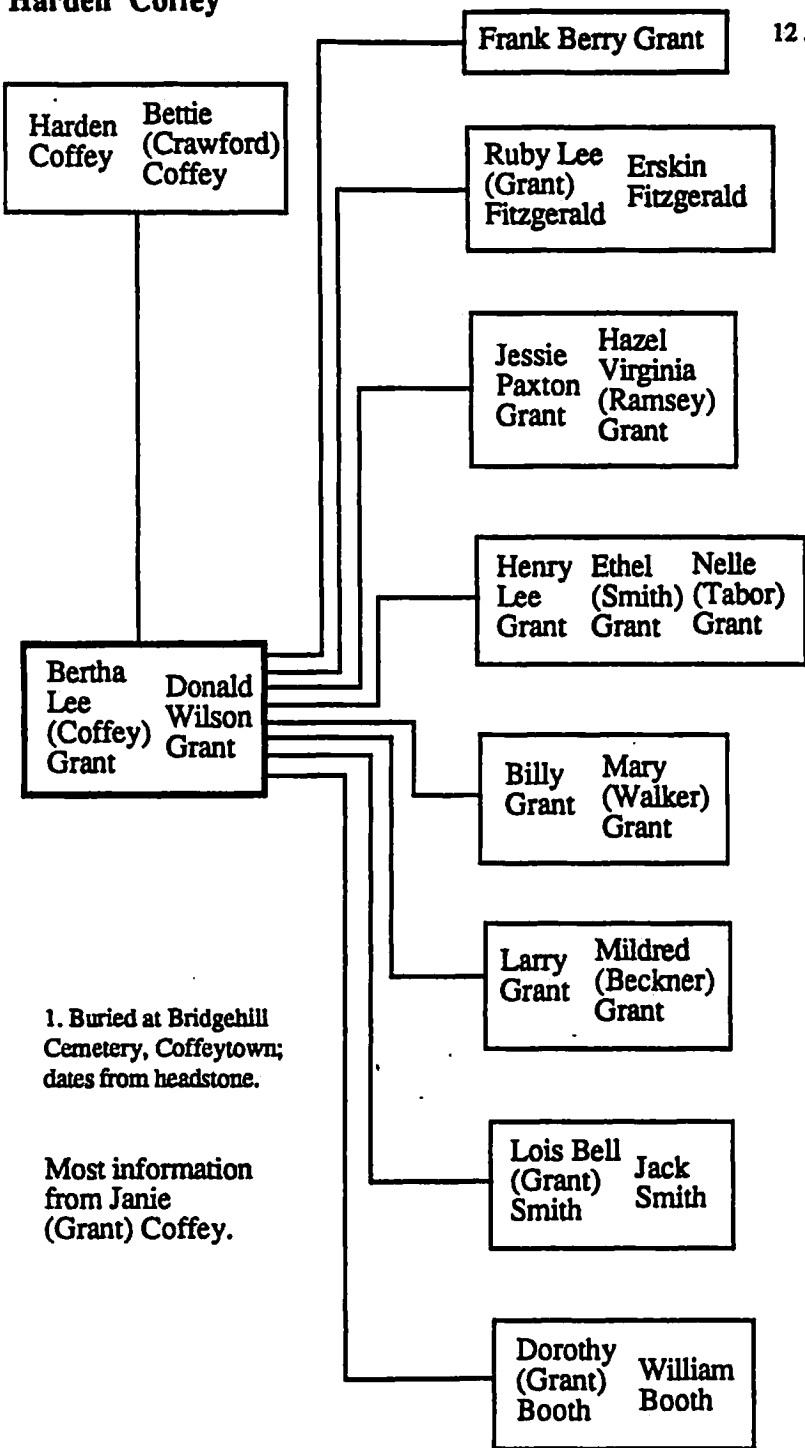 Harden Coffey
12
Frank Berry Grant
Harden
Coffey
Bettie
(Crawford)
Coffey
Ruby Lee
(Grant)
Fitzgerald
Erskin
Fitzgerald
Jessie
Paxton
Grant
Hazel
Virginia
(Ramsey)
Grant
Henry
Lee
Grant
Ethel
(Smith)
Grant
Nelle
(Tabor)
Grant
Bertha
Lee
(Coffey)
Grant
Donald
Wilson
Grant
Billy
Grant
Mary
(Walker)
Grant
Larry
Grant
Mildred
(Beckner)
Grant
1. Buried at Bridgehill
Cemetery, Coffeytown;
dates from headstone.
Most information
from Janie
(Grant) Coffey.
Lois Bell
(Grant)
Smith
Jack
Smith
Dorothy
(Grant)
Booth
William
Booth